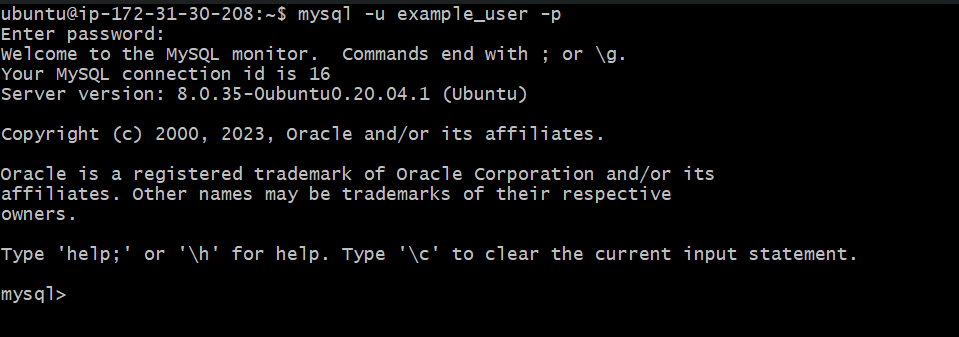 ubuntu@ip-172-31-30-208:~$ mysql -u example_user -p
Enter password:
Welcome to the MySQL monitor.  Commands end with ; or \g.
Your MySQL connection id is 16
Server version: 8.0.35-0ubuntu0.20.04.1 (Ubuntu)

Copyright (c) 2000, 2023, Oracle and/or its affiliates.

Oracle is a registered trademark of Oracle Corporation and/or its
affiliates. Other names may be trademarks of their respective
owners.

Type 'help;' or '\h' for help. Type '\c' to clear the current input statement.

mysql>